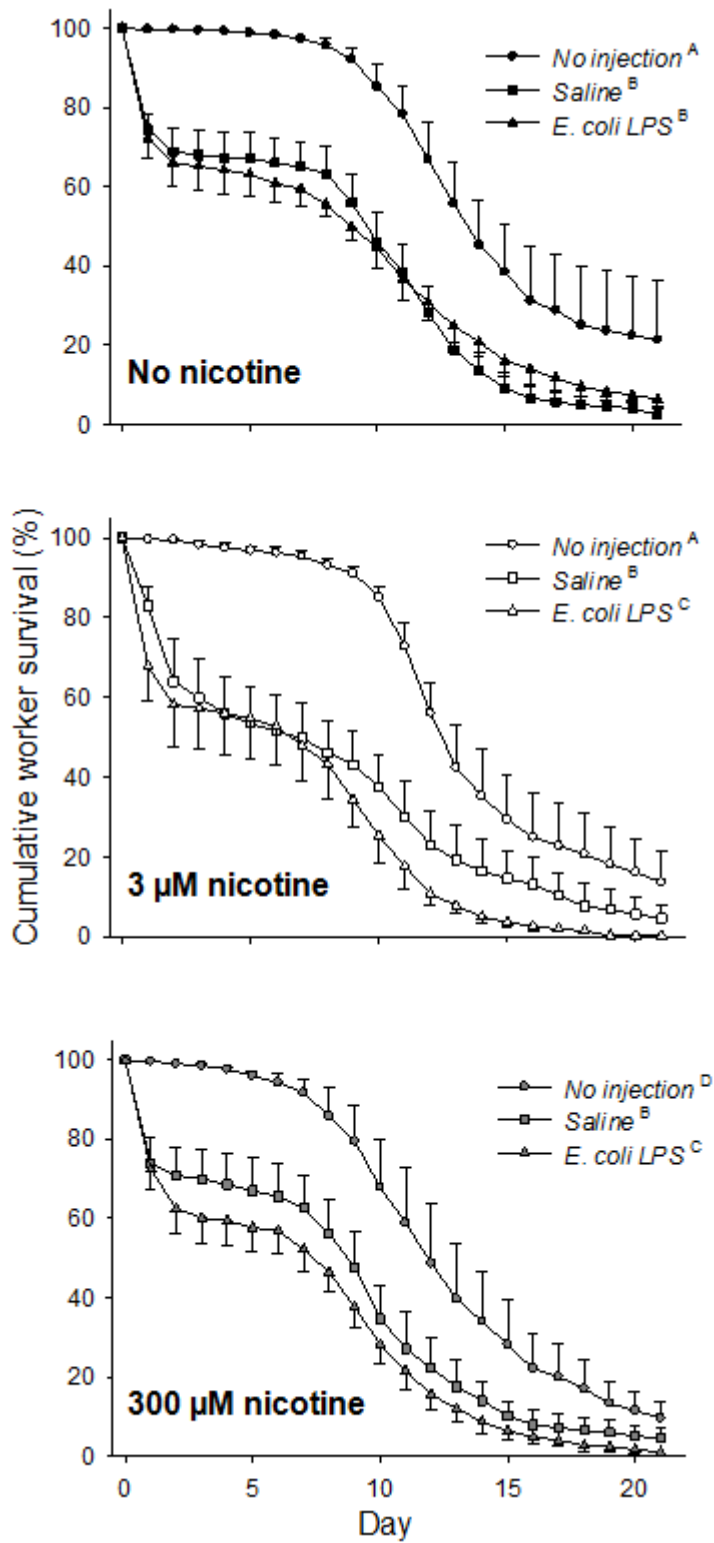 100
80
60
40
20
0
No injection A
Saline B
E. coli LPS B
No nicotine
Cumulative worker survival (%)
100
80
60
40
20
0
No injection A
Saline B
E. coli LPS C
3 µM nicotine
100
80
60
40
20
0
No injection D
Saline B
E. coli LPS C
300 µM nicotine
0 5 10 15 20
Day